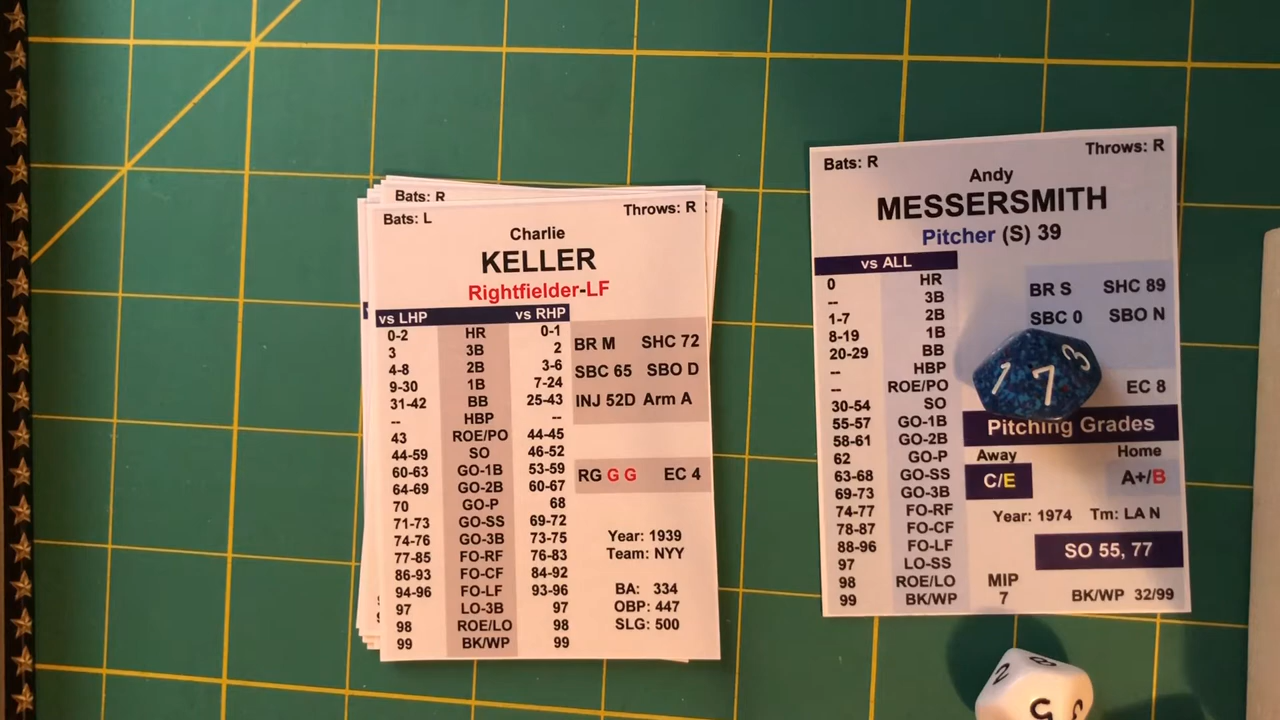 Bats: R
Bats: L Throws: R
Charlie
KELLER
Rightfielder-LF
vs LHP vs RHP
0-2 HR 0-1
3 3B 2
4-8 2B 3-6
9-30 1B 7-24
31-42 BB 25-43
-- HBP --
43 ROE/PO 44-45
44-59 SO 46-52
60-63 GO-1B 53-59
64-69 GO-2B 60-67
70 GO-P 68
71-73 GO-SS 69-72
74-76 GO-3B 73-75
77-85 FO-RF 76-83
86-93 FO-CF 84-92
94-96 FO-LF 93-96
97 LO-3B 97
98 ROE/LO 98
99 BK/WP 99
BR M SHC 72
SBC 65 SBO D
INJ 52D Arm A
RG G G EC 4
Year: 1939
Team: NYY
BA: 334
OBP: 447
SLG: 500
Bats: R Throws: R
Andy
MESSERSMITH
Pitcher (S) 39
vs ALL
0 HR
-- 3B
1-7 2B
8-19 1B
20-29 BB
-- HBP
-- ROE/PO
30-54 SO
55-57 GO-1B
58-61 GO-2B
62 GO-P
63-68 GO-SS
69-73 GO-3B
74-77 FO-RF
78-87 FO-CF
88-96 FO-LF
97 LO-SS
98 ROE/LO
99 BK/WP
BR S SHC 89
SBC 0 SBO N
EC 8
Pitching Grades
Away Home
C/E A+/B
Year: 1974 Tm: LA N
SO 55, 77
MIP
7
BK/WP 32/99
1 7 3
2 8
5